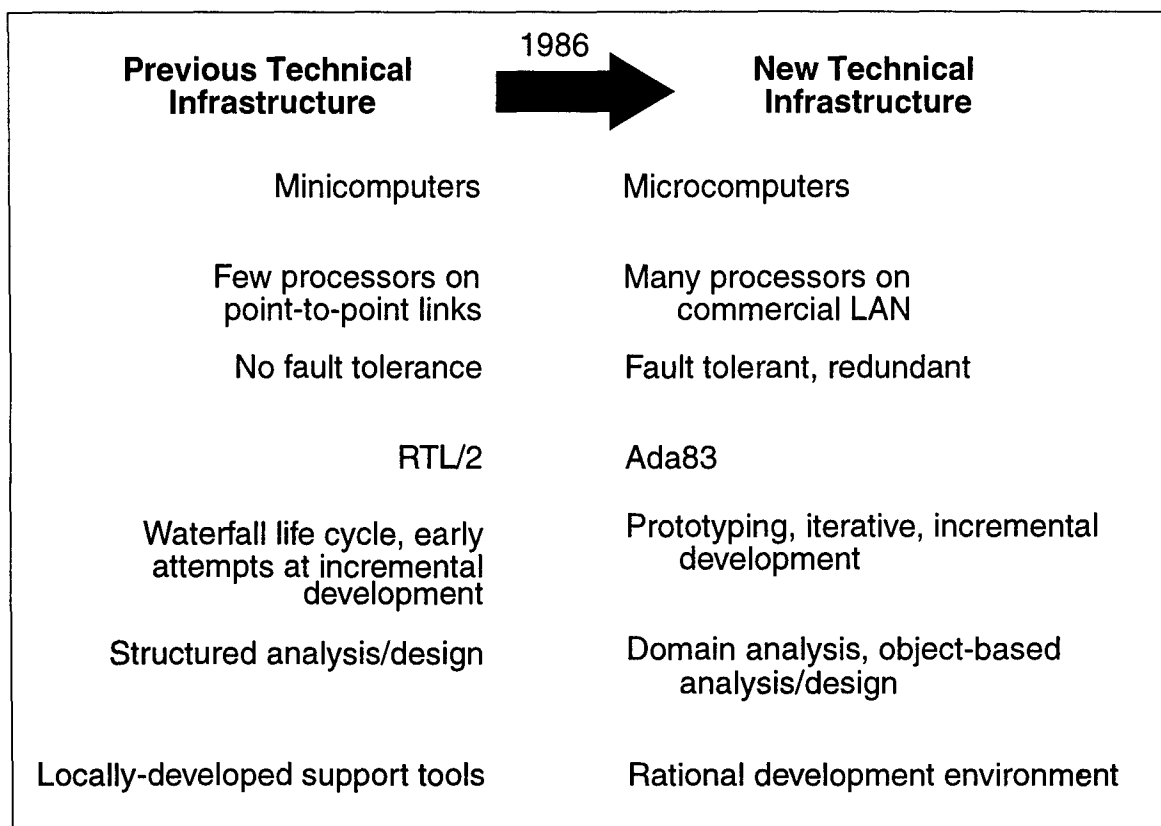 1986
Previous Technical
Infrastructure
New Technical
Infrastructure
Minicomputers
Microcomputers
Few processors on
point-to-point links
Many processors on
commercial LAN
No fault tolerance
Fault tolerant, redundant
RTL/2
Ada83
Waterfall life cycle, early
attempts at incremental
development
Prototyping, iterative, incremental
development
Structured analysis/design
Domain analysis, object-based
analysis/design
Locally-developed support tools
Rational development environment